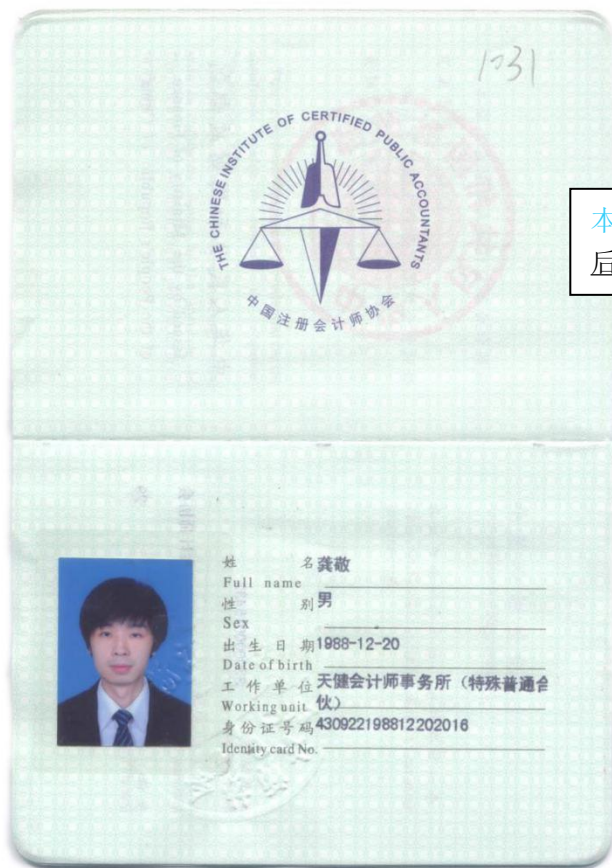 1031
THE CHINESE INSTITUTE OF CERTIFIED PUBLIC ACCOUNTANTS
中国注册会计师协会
本
后
姓 名 龚敬
Full name
性 别 男
Sex
出生日期 1988-12-20
Date of birth
工作单位 天健会计师事务所（特殊普通合
Working unit 伙）
身份证号码 430922198812202016
Identity card No.